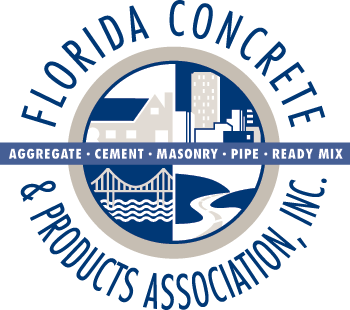 FLORIDA CONCRETE
AGGREGATE · CEMENT · MASONRY · PIPE · READY MIX
& PRODUCTS ASSOCIATION, INC.